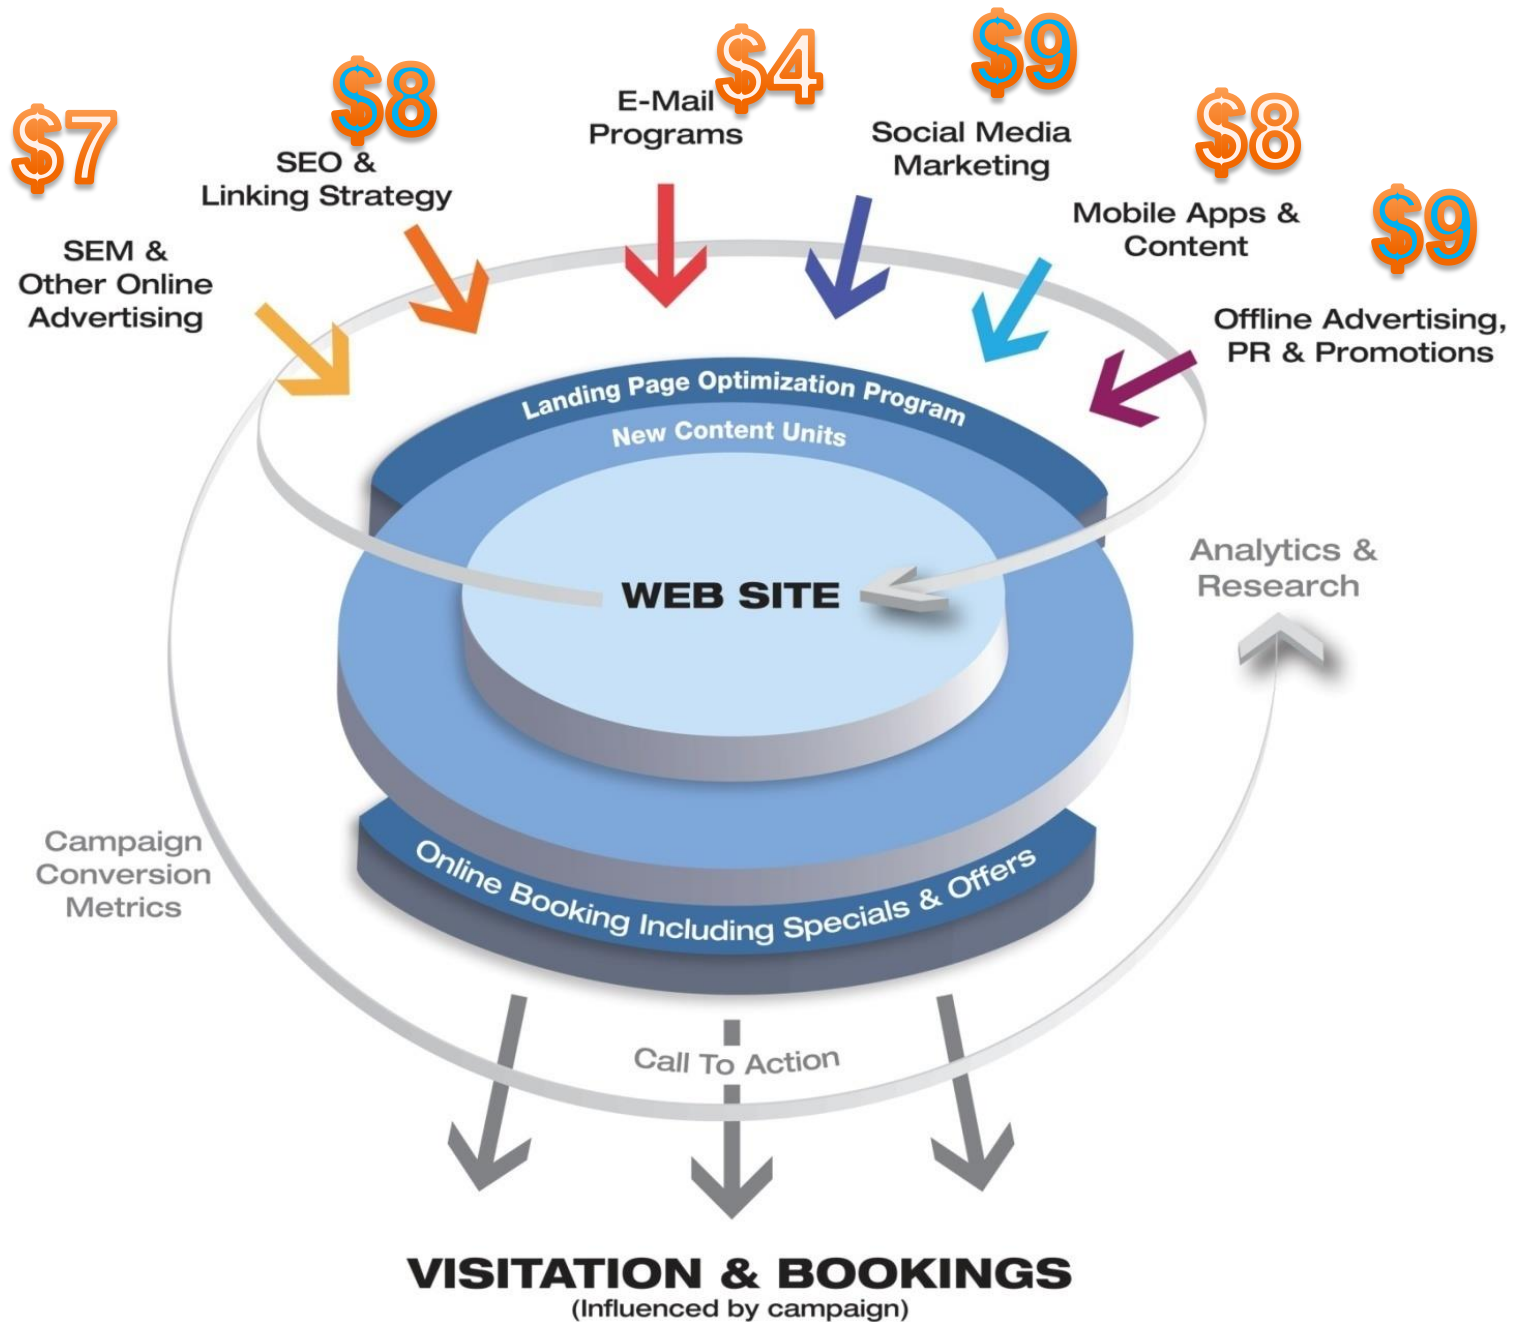 $7
SEM &
Other Online
Advertising
$8
SEO &
Linking Strategy
$4
E-Mail
Programs
$9
Social Media
Marketing
$8
Mobile Apps &
Content
$9
Offline Advertising,
PR & Promotions
Landing Page Optimization Program
New Content Units
WEB SITE
Analytics &
Research
Campaign
Conversion
Metrics
Online Booking Including Specials & Offers
Call To Action
VISITATION & BOOKINGS
(Influenced by campaign)